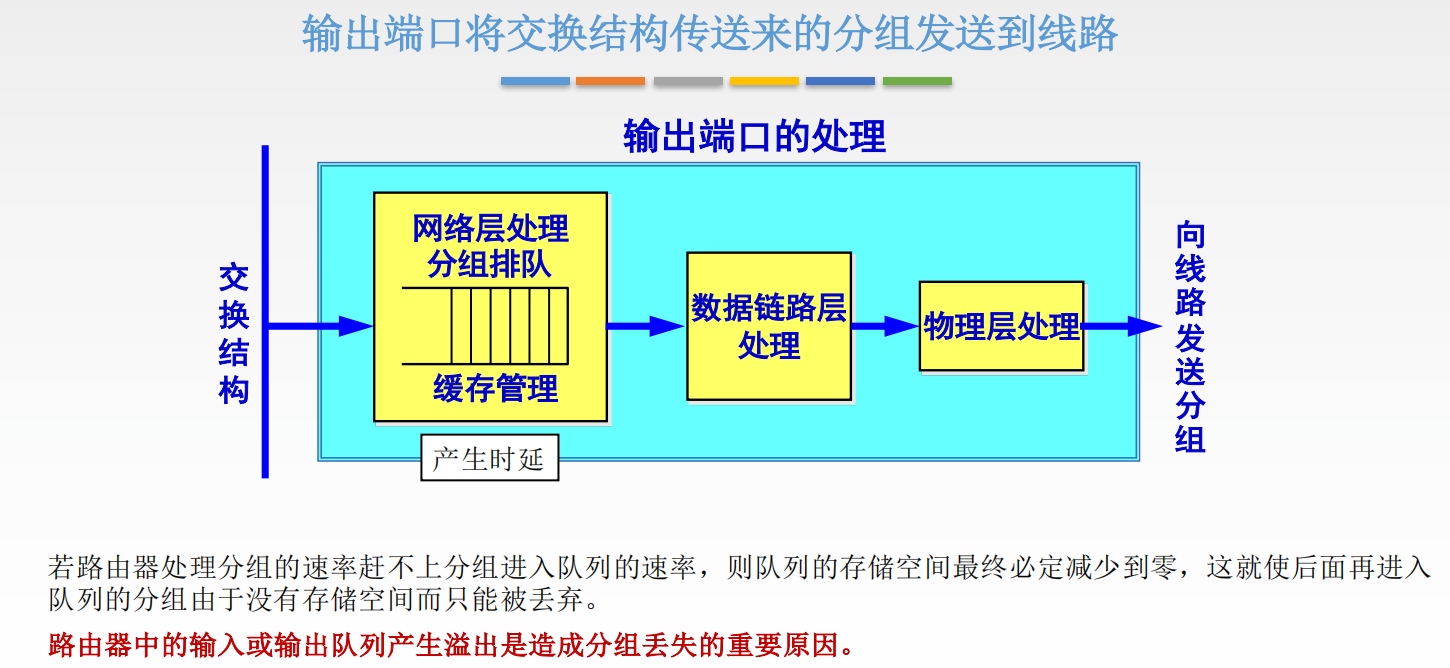 输出端口将交换结构传送来的分组发送到线路
输出端口的处理
交换结构
网络层处理
分组排队
缓存管理
产生时延
数据链路层
处理
物理层处理
向线路发送分组
若路由器处理分组的速率赶不上分组进入队列的速率，则队列的存储空间最终必定减少到零，这就使后面再进入
队列的分组由于没有存储空间而只能被丢弃。
路由器中的输入或输出队列产生溢出是造成分组丢失的重要原因。